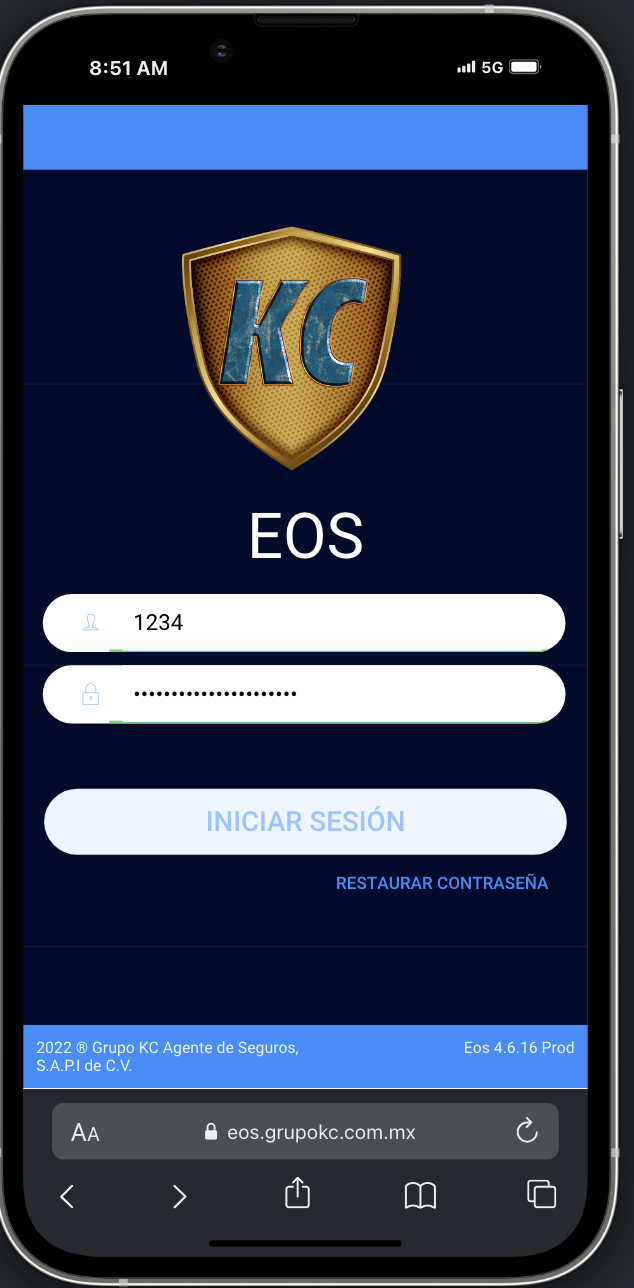 8:51 AM
5G
KC
EOS
1234
•••••••••••••••••••••
INICIAR SESIÓN
RESTAURAR CONTRASEÑA
2022 ® Grupo KC Agente de Seguros,
S.A.P.I de C.V.
Eos 4.6.16 Prod
AA
eos.grupokc.com.mx